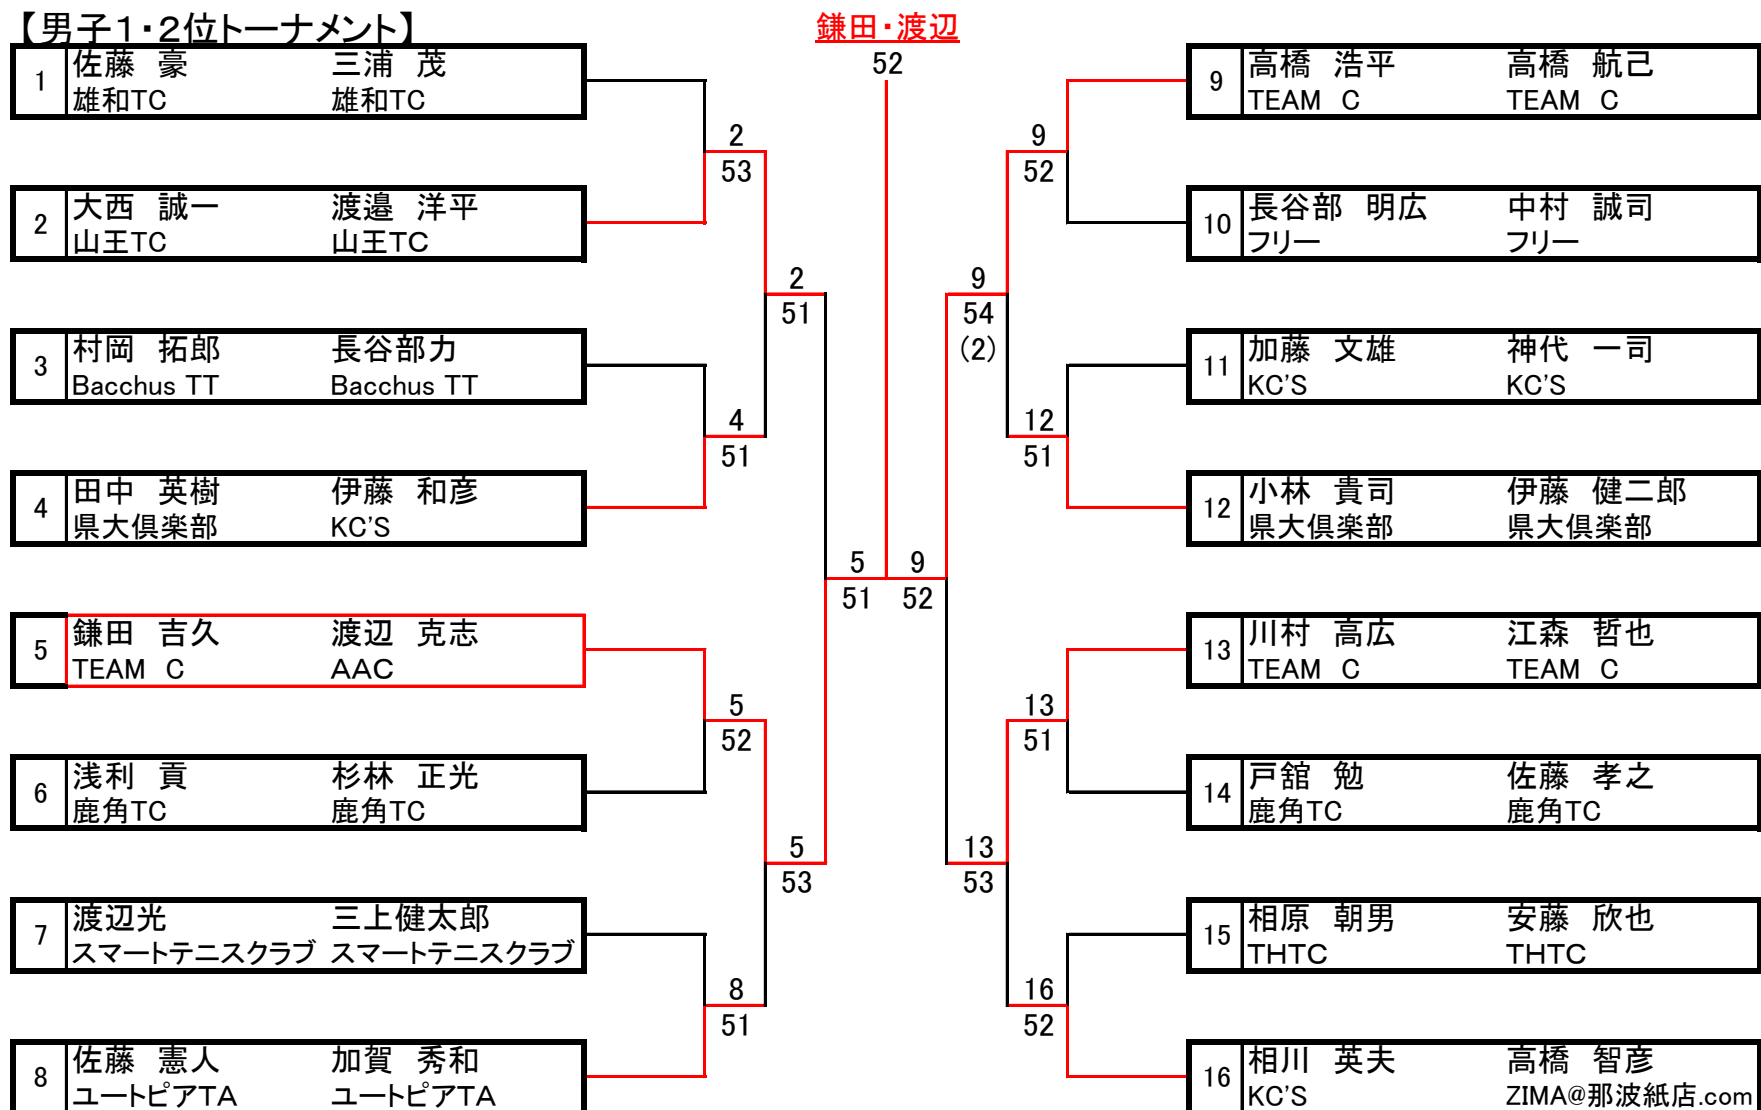 【男子1・2位トーナメント】
鎌田・渡辺
52
1
佐藤　豪　三浦　茂
雄和TC　雄和TC
2
53
2
大西　誠一　渡邉　洋平
山王TC　山王TC
2
51
3
村岡　拓郎　長谷部力
Bacchus TT　Bacchus TT
4
51
4
田中　英樹　伊藤　和彦
県大倶楽部　KC'S
5
51
5
鎌田　吉久　渡辺　克志
TEAM　C　AAC
5
52
6
浅利　貢　杉林　正光
鹿角TC　鹿角TC
5
53
7
渡辺光　三上健太郎
スマートテニスクラブ　スマートテニスクラブ
8
51
8
佐藤　憲人　加賀　秀和
ユートピアTA　ユートピアTA
9
高橋　浩平　高橋　航己
TEAM　C　TEAM　C
9
52
10
長谷部　明広　中村　誠司
フリー　フリー
9
54
(2)
11
加藤　文雄　神代　一司
KC'S　KC'S
12
51
12
小林　貴司　伊藤　健二郎
県大倶楽部　県大倶楽部
9
52
13
川村　高広　江森　哲也
TEAM　C　TEAM　C
13
51
14
戸舘　勉　佐藤　孝之
鹿角TC　鹿角TC
13
53
15
相原　朝男　安藤　欣也
THTC　THTC
16
52
16
相川　英夫　高橋　智彦
KC'S　ZIMA@那波紙店.com